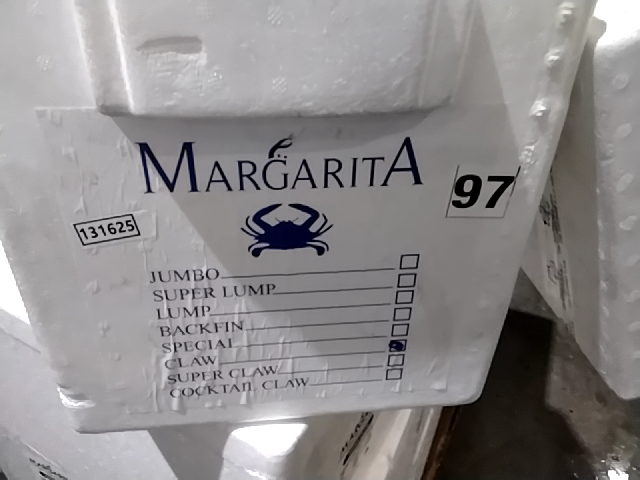 MARGARITA
97
131625
JUMBO
SUPER LUMP
LUMP
BACKFIN
SPECIAL
CLAW
SUPER CLAW
COCKTAIL CLAW